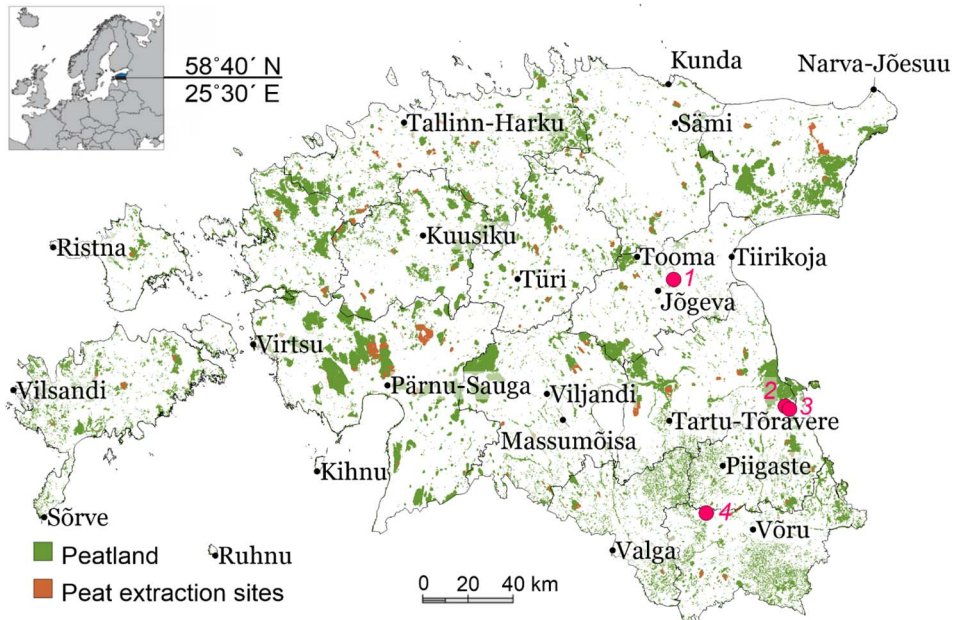 58˚40´ N
25˚30´ E
Kunda
Narva-Jõesuu
Tallinn-Harku
Sämi
Ristna
Kuusiku
Tooma
Tiirikoja
Türi
1
Jõgeva
Virtsu
Vilsandi
Pärnu-Sauga
Viljandi
2
3
Massumõisa
Tartu-Tõravere
Kihnu
Piigaste
4
Sõrve
Võru
Peatland
Ruhnu
Valga
Peat extraction sites
0 20 40 km